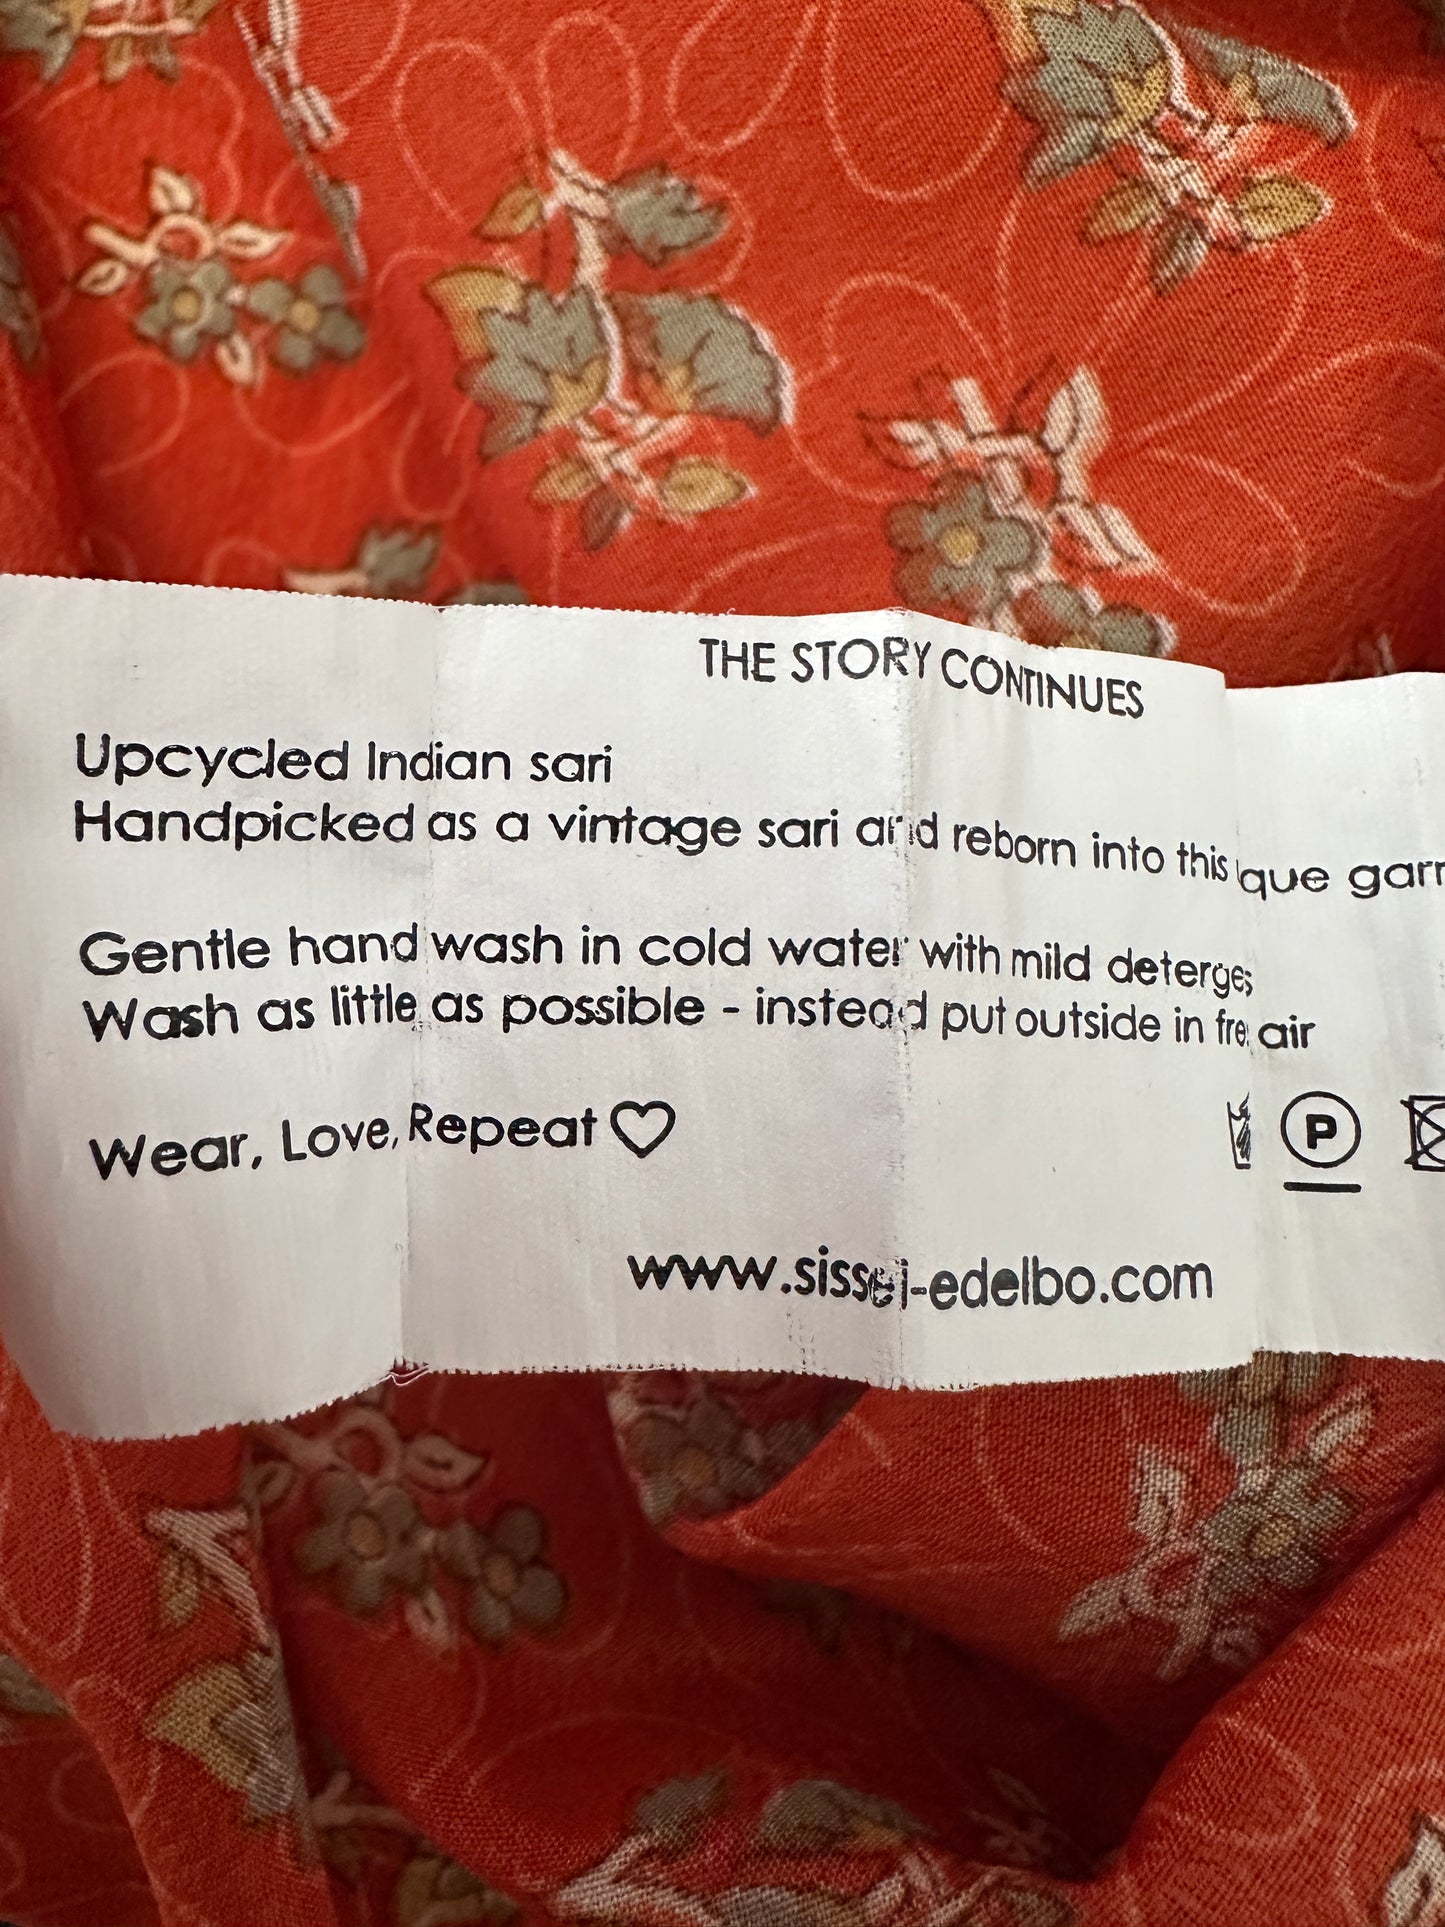 THE STORY CONTINUES
Upcycled Indian sari
Handpicked as a vintage sari and reborn into this
Gentle hand wash in cold water with mild
Wash as little as possible - instead put outside in air
Wear, Love, Repeat ♡
P
www.sissel-edelbo.com